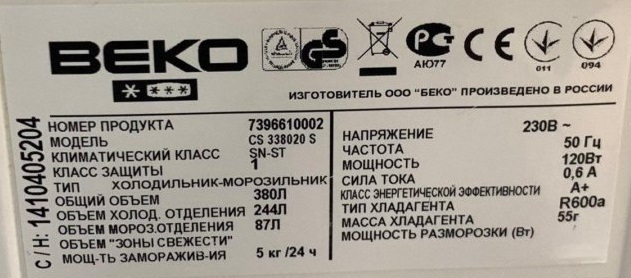 BEKO
АЮ77
011
094
ИЗГОТОВИТЕЛЬ ООО "БЕКО" ПРОИЗВЕДЕНО В РОССИИ
С/Н: 1410405204
НОМЕР ПРОДУКТА 7396610002
МОДЕЛЬ CS 338020 S
КЛИМАТИЧЕСКИЙ КЛАСС SN-ST
КЛАСС ЗАЩИТЫ 1
ТИП ХОЛОДИЛЬНИК-МОРОЗИЛЬНИК
ОБЩИЙ ОБЪЕМ 380Л
ОБЪЕМ ХОЛОД. ОТДЕЛЕНИЯ 244Л
ОБЪЕМ МОРОЗ.ОТДЕЛЕНИЯ 87Л
ОБЪЕМ "ЗОНЫ СВЕЖЕСТИ"
МОЩ-ТЬ ЗАМОРАЖИВ-ИЯ 5 кг/24 ч
НАПРЯЖЕНИЕ 230В ~
ЧАСТОТА 50 Гц
МОЩНОСТЬ 120Вт
СИЛА ТОКА 0,6 А
КЛАСС ЭНЕРГЕТИЧЕСКОЙ ЭФФЕКТИВНОСТИ А+
ТИП ХЛАДАГЕНТА R600a
МАССА ХЛАДАГЕНТА 55г
МОЩНОСТЬ РАЗМОРОЗКИ (Вт)